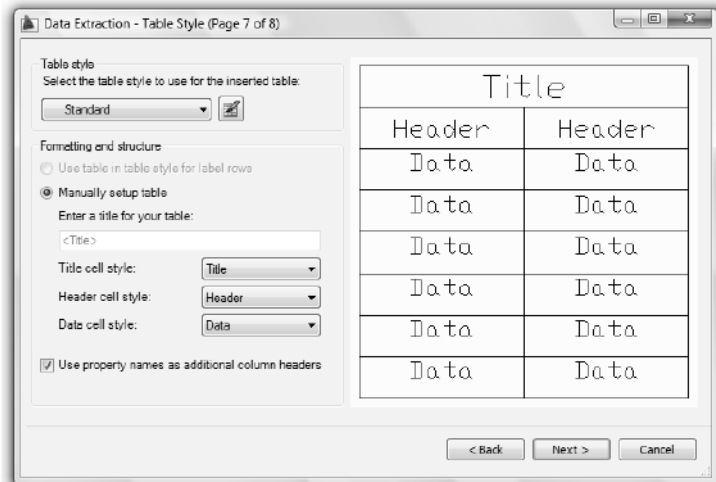 Data Extraction - Table Style (Page 7 of 8)
Table style
Select the table style to use for the inserted table:
Standard
Formatting and structure
Use table in table style for label rows
Manually setup table
Enter a title for your table:
<Title>
Title cell style:
Title
Header cell style:
Header
Data cell style:
Data
Use property names as additional column headers
Title
Header Header
Data Data
Data Data
Data Data
Data Data
Data Data
Data Data
< Back Next > Cancel